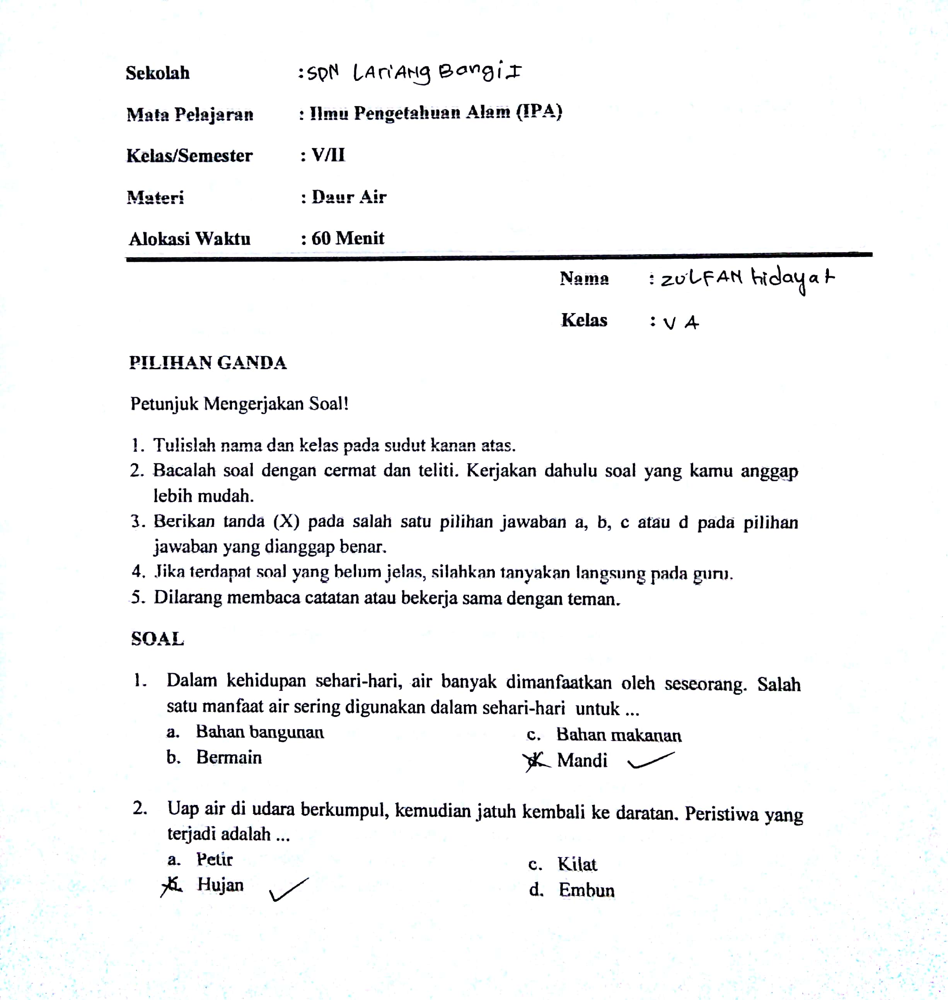 Sekolah : SDN LAriANg BangiI
Mata Pelajaran : Ilmu Pengetahuan Alam (IPA)
Kelas/Semester : V/II
Materi : Daur Air
Alokasi Waktu : 60 Menit
Nama : ZULFAN hidayat
Kelas : V A
PILIHAN GANDA
Petunjuk Mengerjakan Soal!
1. Tulislah nama dan kelas pada sudut kanan atas.
2. Bacalah soal dengan cermat dan teliti. Kerjakan dahulu soal yang kamu anggap
lebih mudah.
3. Berikan tanda (X) pada salah satu pilihan jawaban a, b, c atau d pada pilihan
jawaban yang dianggap benar.
4. Jika terdapat soal yang belum jelas, silahkan tanyakan langsung pada guru.
5. Dilarang membaca catatan atau bekerja sama dengan teman.
SOAL
1. Dalam kehidupan sehari-hari, air banyak dimanfaatkan oleh seseorang. Salah
satu manfaat air sering digunakan dalam sehari-hari untuk ...
a. Bahan bangunan c. Bahan makanan
b. Bermain d. Mandi
2. Uap air di udara berkumpul, kemudian jatuh kembali ke daratan. Peristiwa yang
terjadi adalah ...
a. Petir c. Kilat
b. Hujan d. Embun